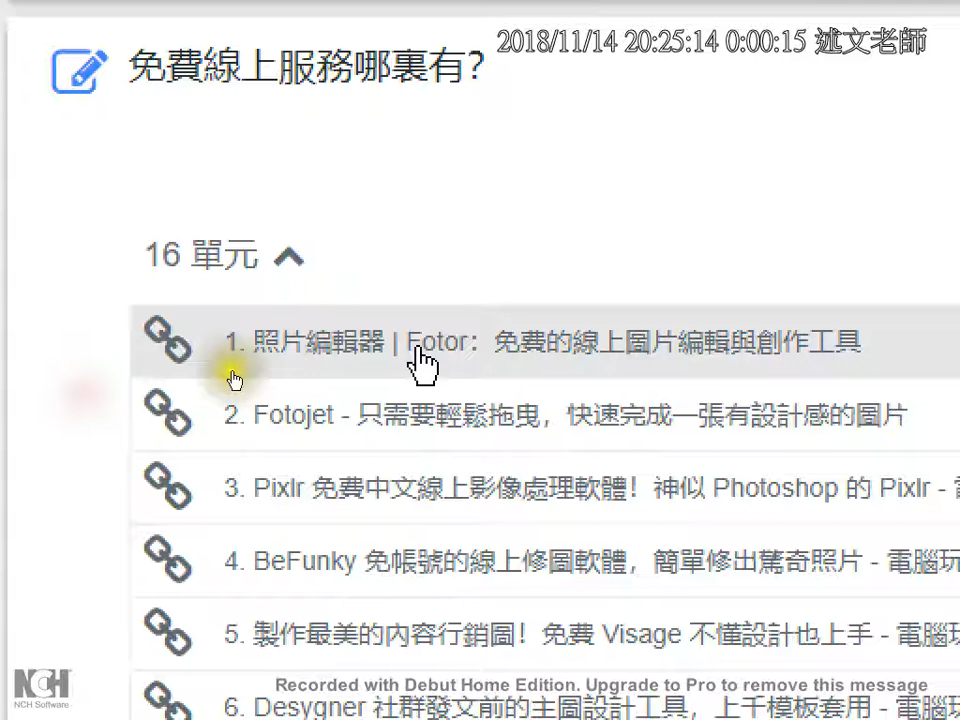 2018/11/14 20:25:14 0:00:15 述文老師
免費線上服務哪裏有?
16 單元
1. 照片編輯器 | Fotor：免費的線上圖片編輯與創作工具
2. Fotojet - 只需要輕鬆拖曳，快速完成一張有設計感的圖片
3. Pixlr 免費中文線上影像處理軟體！神似 Photoshop 的 Pixlr -
4. BeFunky 免帳號的線上修圖軟體，簡單修出驚奇照片 - 電腦玩
5. 製作最美的內容行銷圖！免費 Visage 不懂設計也上手 - 電腦玩
6. Desygner 社群發文前的主圖設計工具，上千模板套用 - 電腦玩
NCH
NCH Software
Recorded with Debut Home Edition. Upgrade to Pro to remove this message